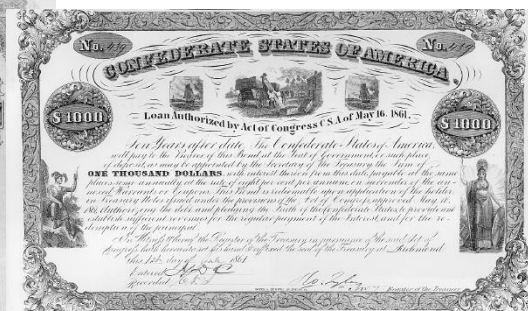 No. No.
CONFEDERATE STATES OF AMERICA.
$1000 $1000
Loan Authorized by Act of Congress C.S.A. of May 16. 1861.
Ten Years after date, The Confederate States of America,
will pay to the Bearer of this Bond at the Seat of Government, or such place
of deposit, as may be appointed by the Secretary of the Treasury, the Sum of
ONE THOUSAND DOLLARS, with interest thereon from this date, payable at the same
places semi annually, at the rate of eight per cent per annum on surrender of the an-
nexed Warrants or Coupons. This Bond is
in Treasury Notes issued under the provisions of the Act of Congress approved May 16.
1861, authorizing the debt, and pledging the faith of the Confederate States to provide and
establish sufficient revenues for the regular payment of the Interest, and for the re-
demption of the principal.
In Witness Whereof the Register of the Treasury in pursuance of the said Act of
Congress hath hereunto set his hand and affixed the seal of the Treasury at Richmond
this 1st day of July 1861
Entered
Recorded
Register of the Treasury